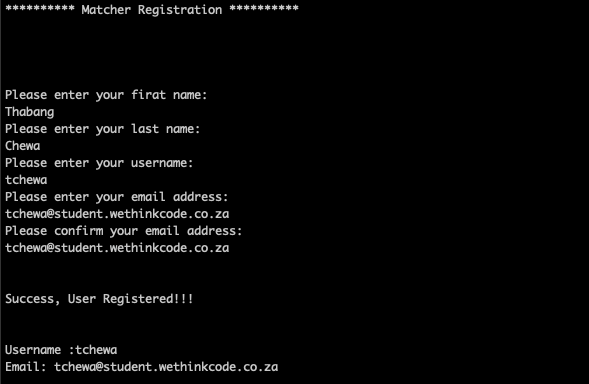 ********** Matcher Registration **********
Please enter your firat name:
Thabang
Please enter your last name:
Chewa
Please enter your username:
tchewa
Please enter your email address:
tchewa@student.wethinkcode.co.za
Please confirm your email address:
tchewa@student.wethinkcode.co.za
Success, User Registered!!!
Username :tchewa
Email: tchewa@student.wethinkcode.co.za